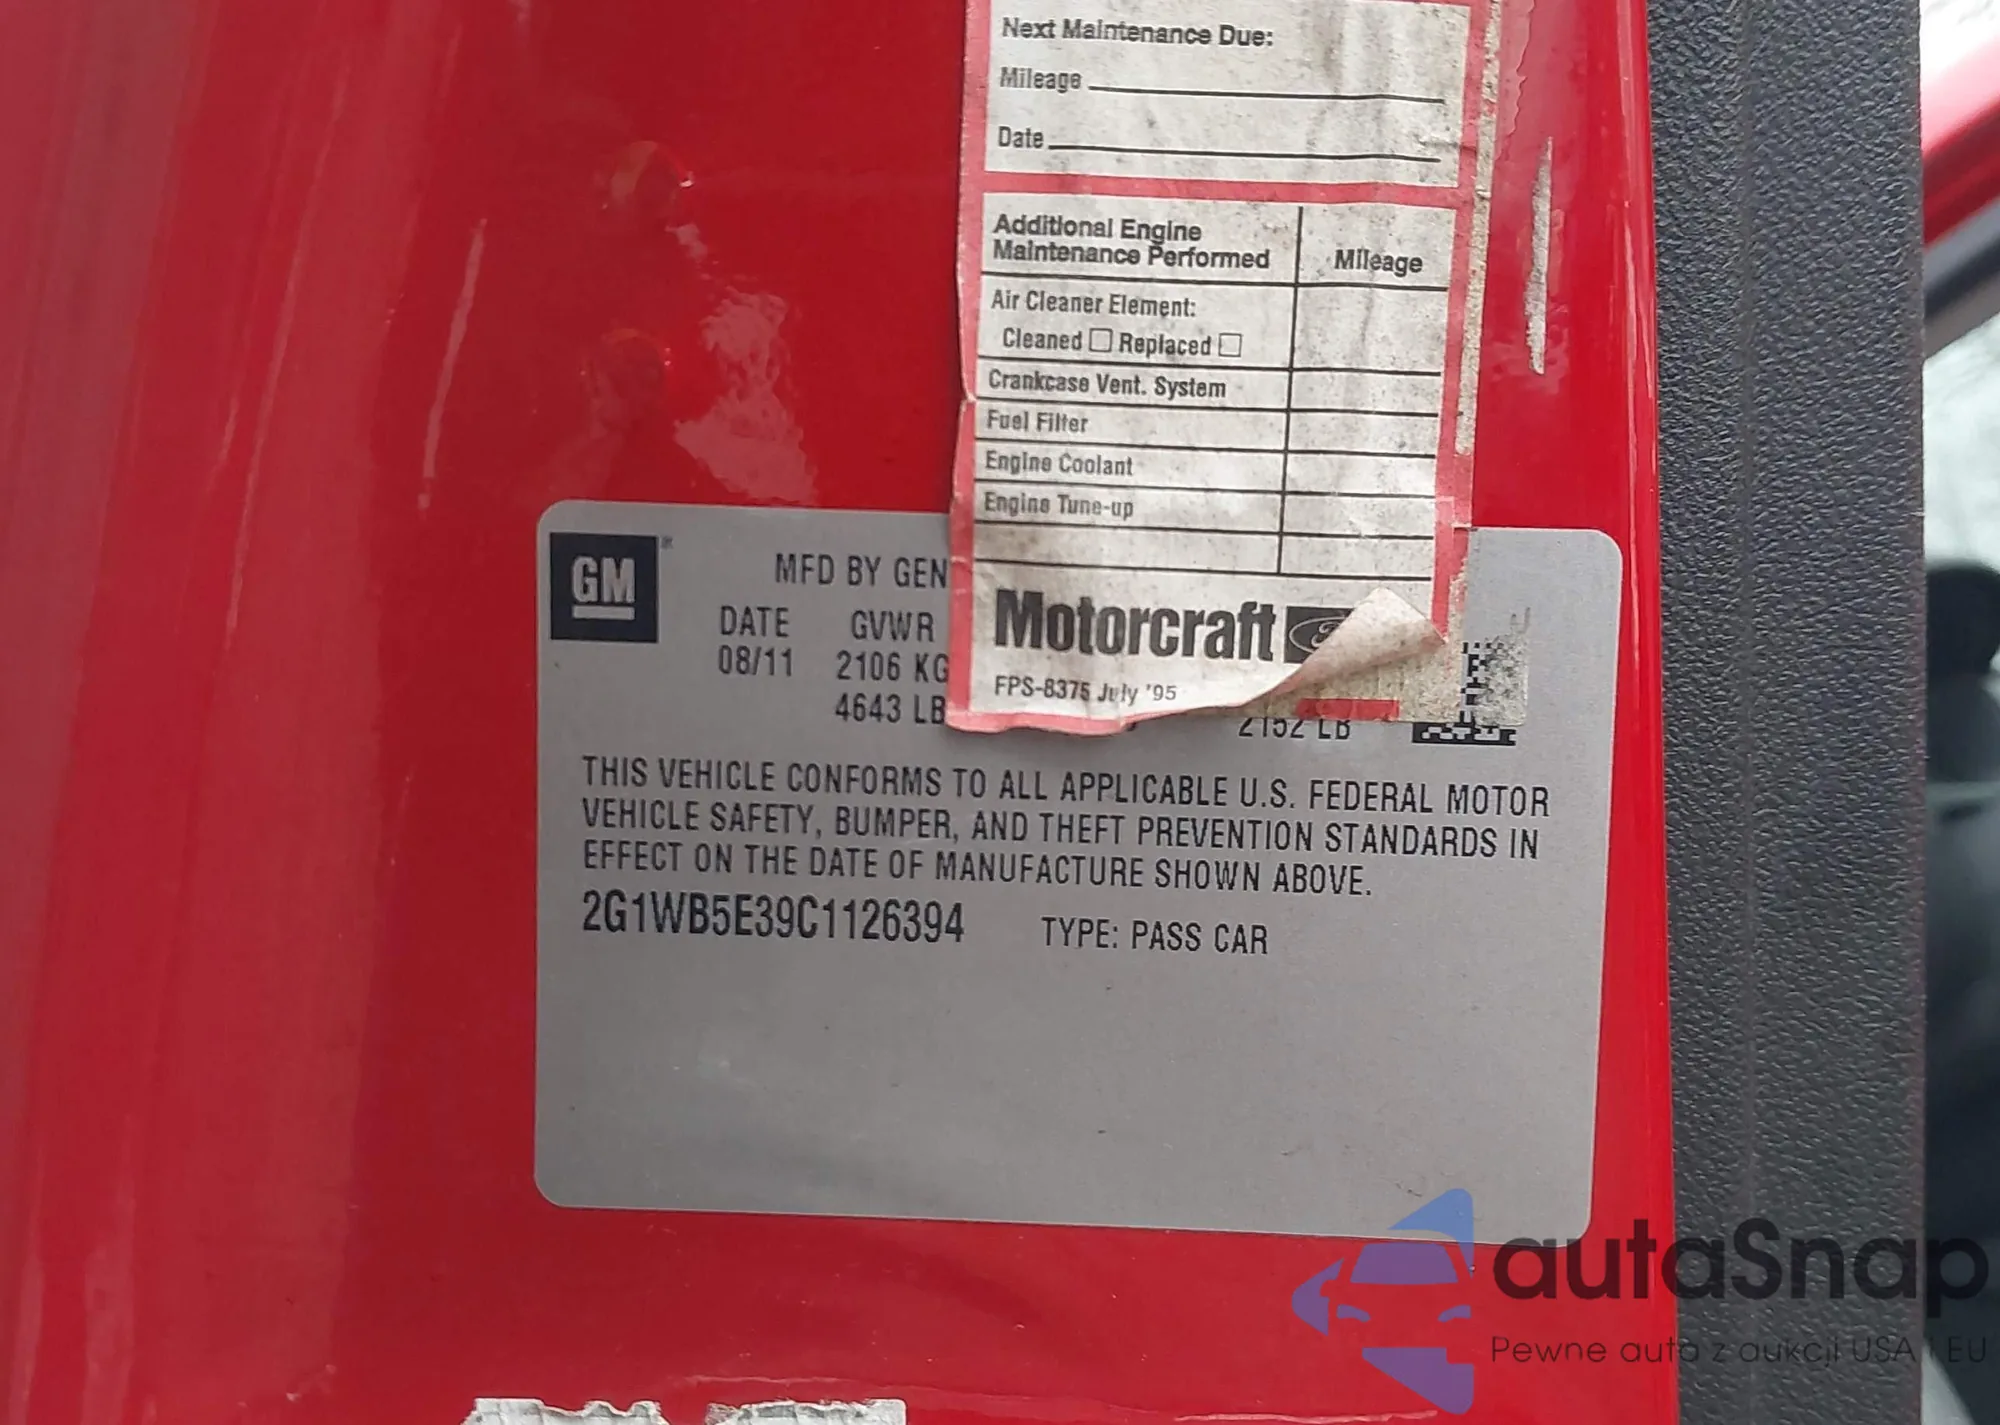 Next Maintenance Due:
Mileage
Date
Additional Engine
Maintenance Performed
Mileage
Air Cleaner Element:
Cleaned Replaced
Crankcase Vent. System
Fuel Filter
Engine Coolant
Engine Tune-up
Motorcraft
FPS-8375 July '95
GM
MFD BY GEN
DATE GVWR
08/11 2106 KG
4643 LB
2152 LB
THIS VEHICLE CONFORMS TO ALL APPLICABLE U.S. FEDERAL MOTOR
VEHICLE SAFETY, BUMPER, AND THEFT PREVENTION STANDARDS IN
EFFECT ON THE DATE OF MANUFACTURE SHOWN ABOVE.
2G1WB5E39C1126394 TYPE: PASS CAR
autaSnap
Pewne auta z aukcji USA i EU